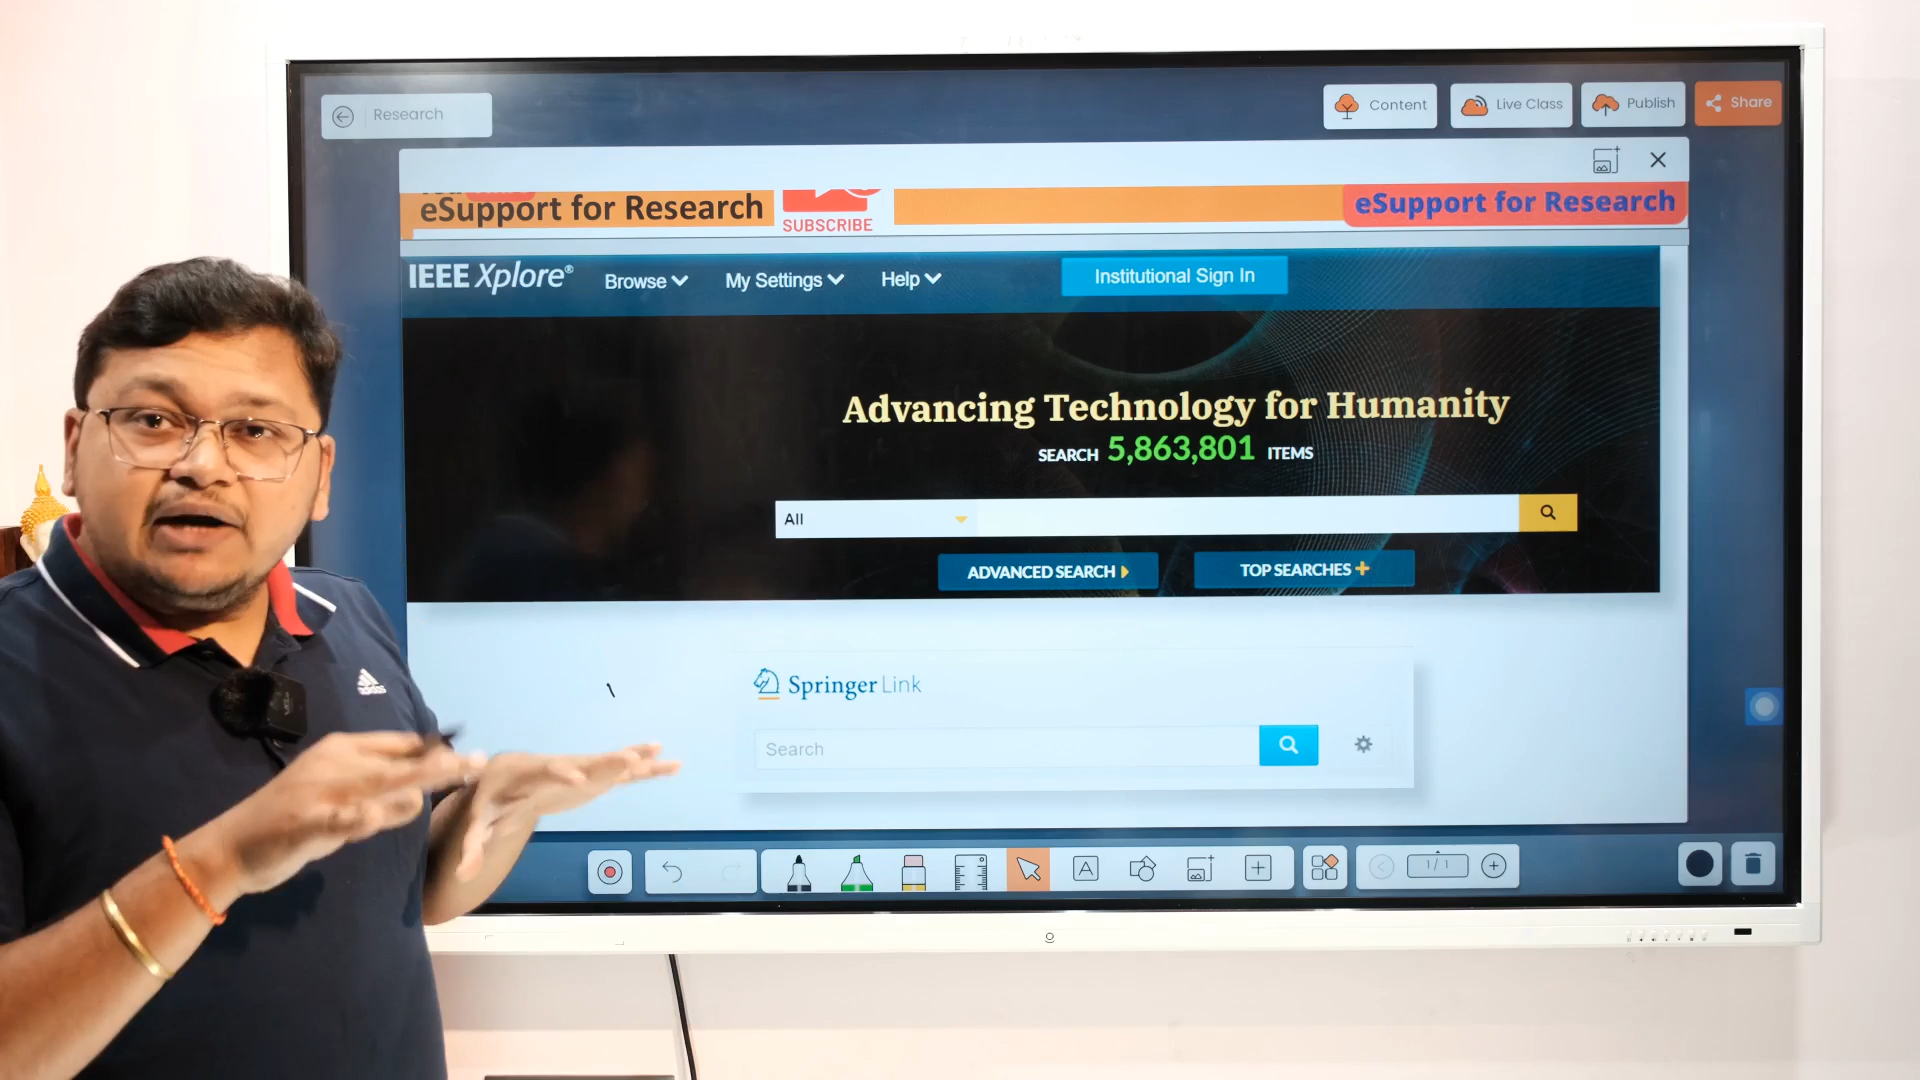 Research
Content
Live Class
Publish
Share
eSupport for Research
SUBSCRIBE
eSupport for Research
IEEE Xplore®
Browse
My Settings
Help
Institutional Sign In
Advancing Technology for Humanity
SEARCH 5,863,801 ITEMS
All
ADVANCED SEARCH
TOP SEARCHES +
Springer Link
Search
adidas
A
1/1